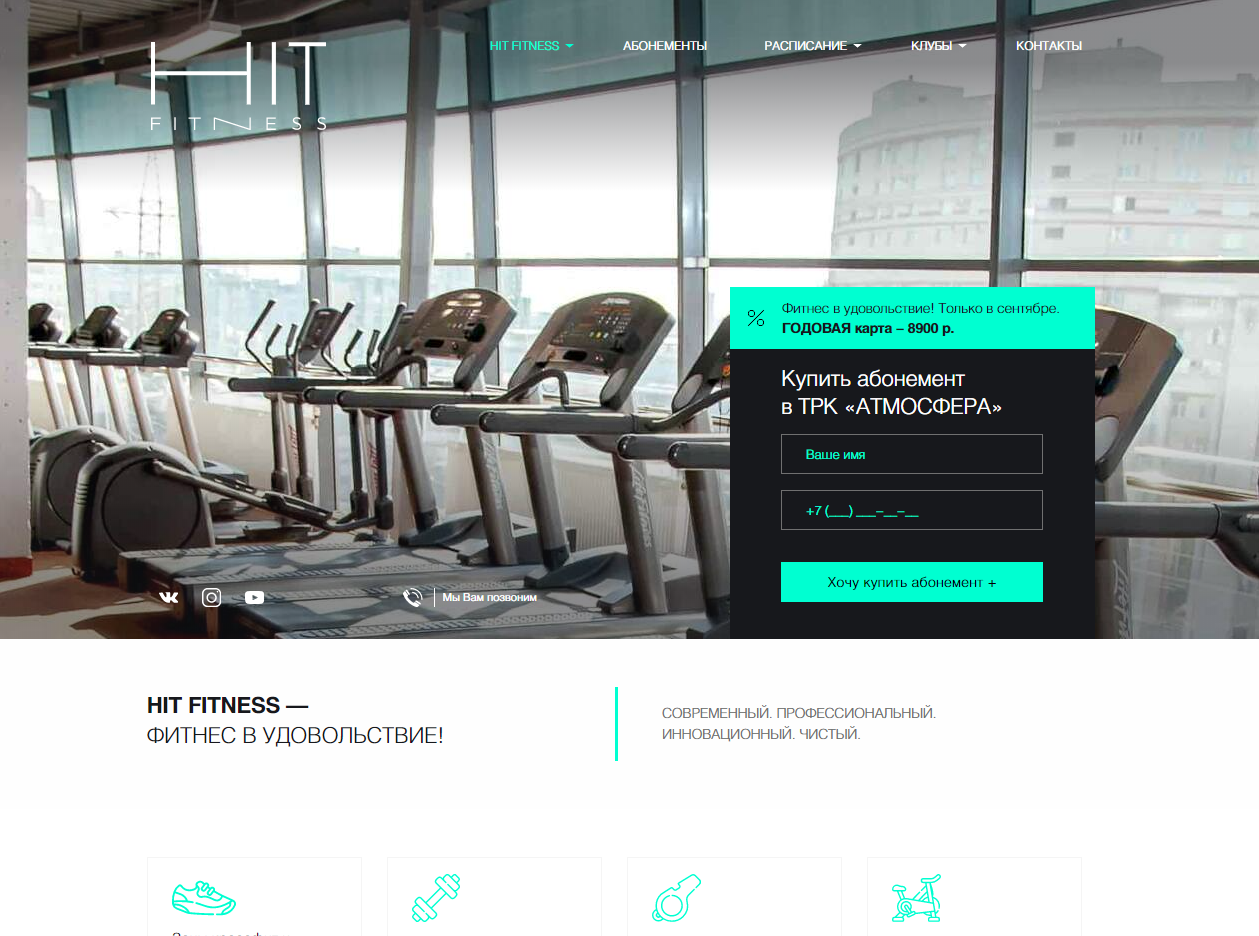 HIT
FITNESS
HIT FITNESS
АБОНЕМЕНТЫ
РАСПИСАНИЕ
КЛУБЫ
КОНТАКТЫ
Фитнес в удовольствие! Только в сентябре.
ГОДОВАЯ карта – 8900 р.
Купить абонемент
в ТРК «АТМОСФЕРА»
Ваше имя
+7 (___) ___-__-__
Хочу купить абонемент +
Мы Вам позвоним
HIT FITNESS —
ФИТНЕС В УДОВОЛЬСТВИЕ!
СОВРЕМЕННЫЙ. ПРОФЕССИОНАЛЬНЫЙ.
ИННОВАЦИОННЫЙ. ЧИСТЫЙ.